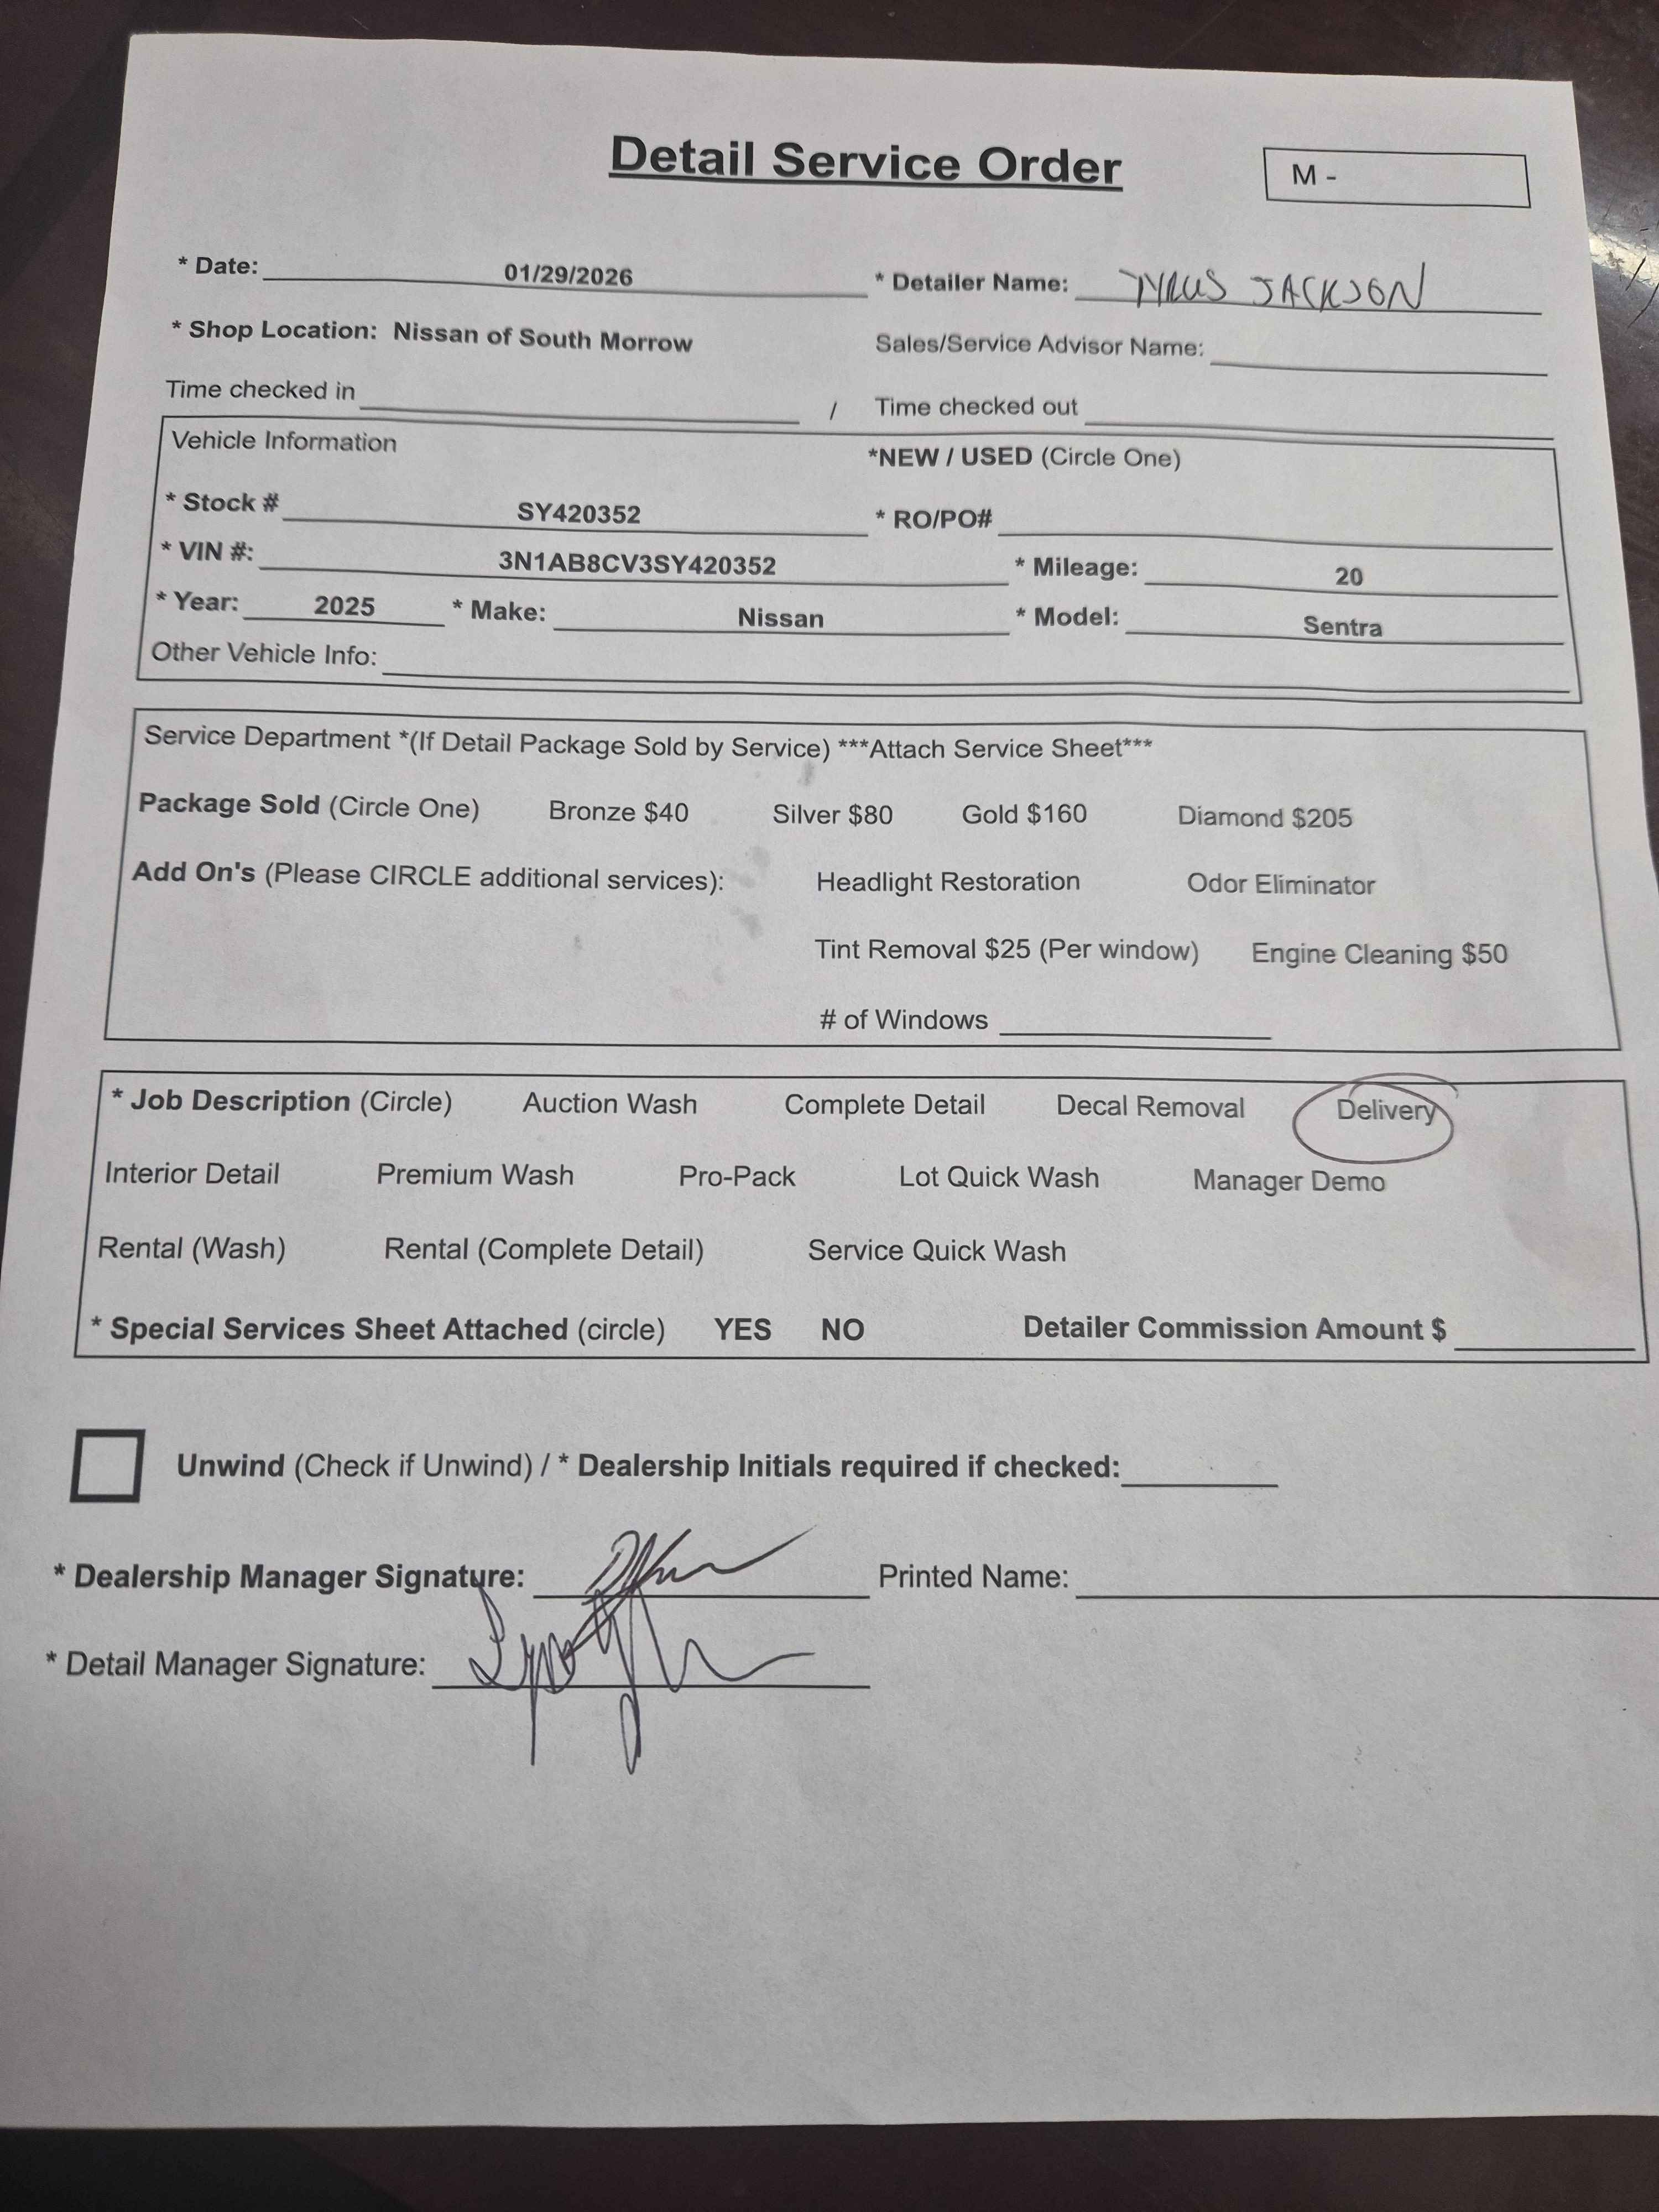 Detail Service Order
M -
* Date: 01/29/2026 * Detailer Name: TYRUS JACKSON
* Shop Location: Nissan of South Morrow Sales/Service Advisor Name:
Time checked in / Time checked out
Vehicle Information *NEW / USED (Circle One)
* Stock # SY420352 * RO/PO#
* VIN #: 3N1AB8CV3SY420352 * Mileage: 20
* Year: 2025 * Make: Nissan * Model: Sentra
Other Vehicle Info:
Service Department *(If Detail Package Sold by Service) ***Attach Service Sheet***
Package Sold (Circle One) Bronze $40 Silver $80 Gold $160 Diamond $205
Add On's (Please CIRCLE additional services): Headlight Restoration Odor Eliminator
Tint Removal $25 (Per window) Engine Cleaning $50
# of Windows
* Job Description (Circle) Auction Wash Complete Detail Decal Removal Delivery
Interior Detail Premium Wash Pro-Pack Lot Quick Wash Manager Demo
Rental (Wash) Rental (Complete Detail) Service Quick Wash
* Special Services Sheet Attached (circle) YES NO Detailer Commission Amount $
Unwind (Check if Unwind) / * Dealership Initials required if checked:
* Dealership Manager Signature: Printed Name:
* Detail Manager Signature: